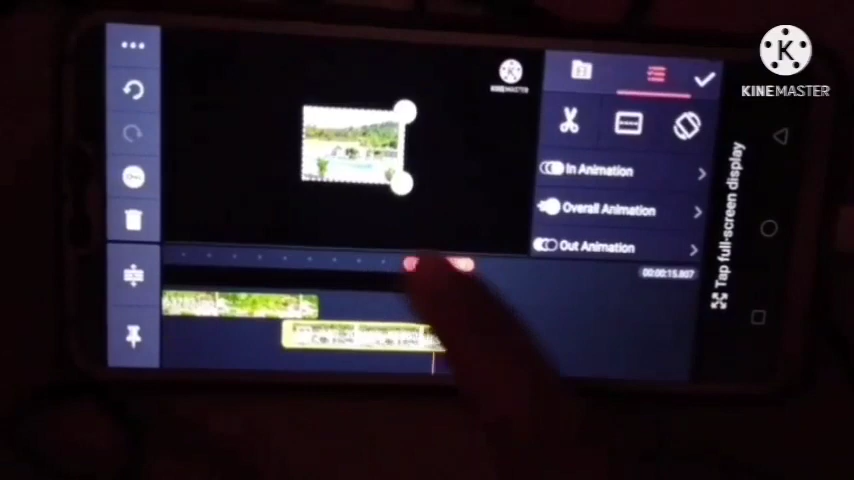 KINEMASTER
KINEMASTER
In Animation
Overall Animation
Out Animation
00:00:15.807
Tap full-screen display